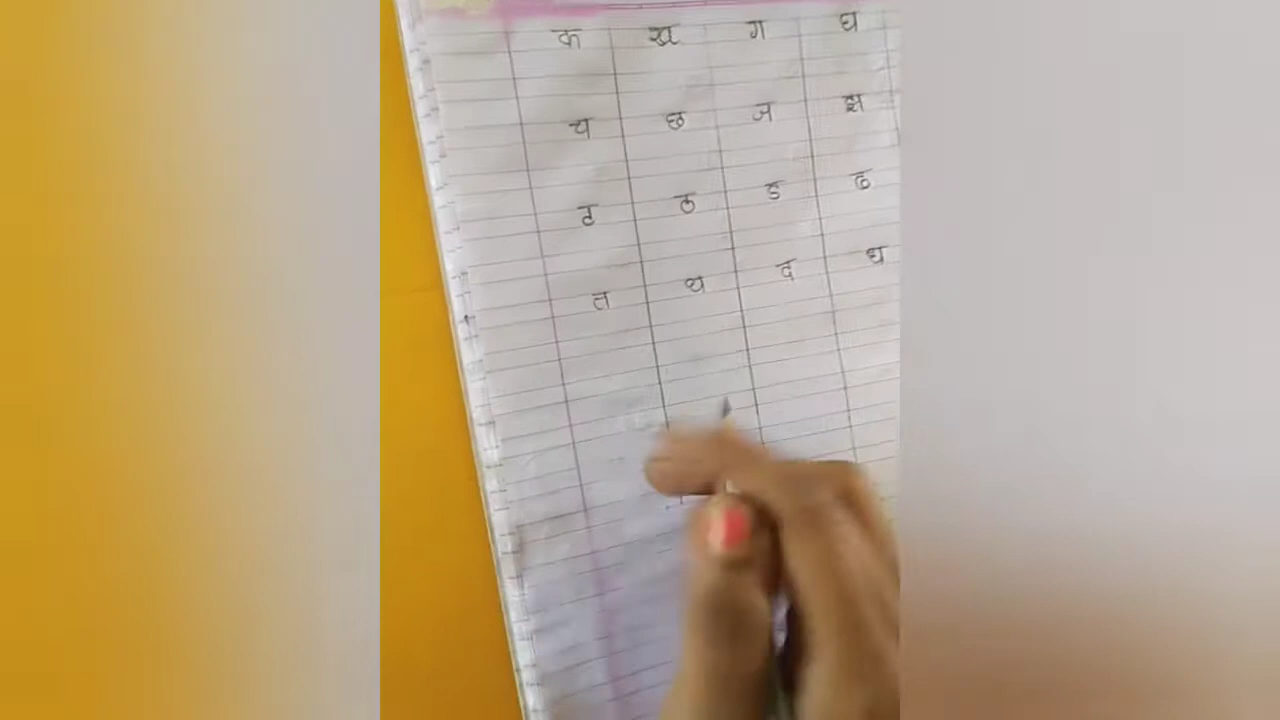 क ख ग घ
च छ ज झ
ट ठ ड ढ
त थ द ध